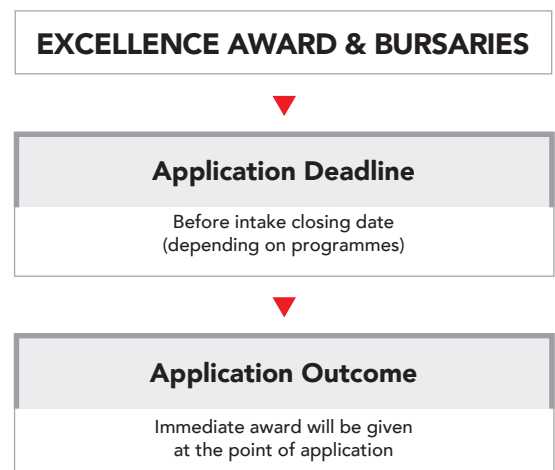 EXCELLENCE AWARD & BURSARIES
Application Deadline
Before intake closing date
(depending on programmes)
Application Outcome
Immediate award will be given
at the point of application